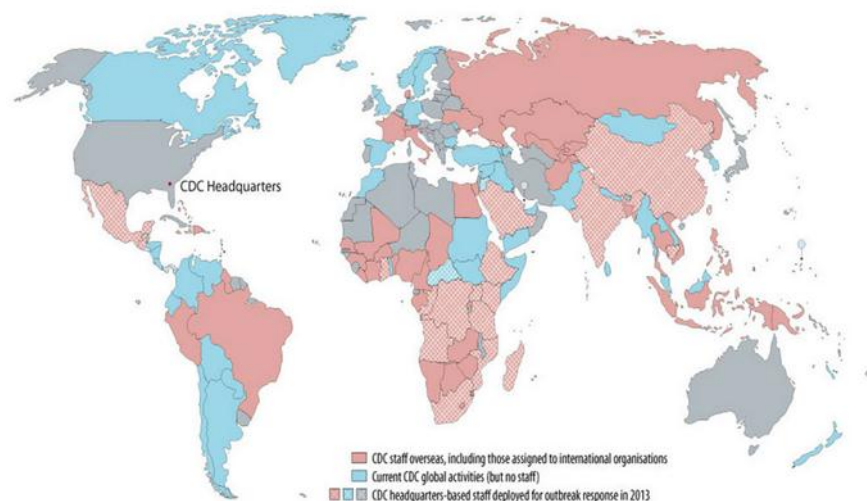 CDC Headquarters
CDC staff overseas, including those assigned to international organisations
Current CDC global activities (but no staff)
CDC headquarters-based staff deployed for outbreak response in 2013